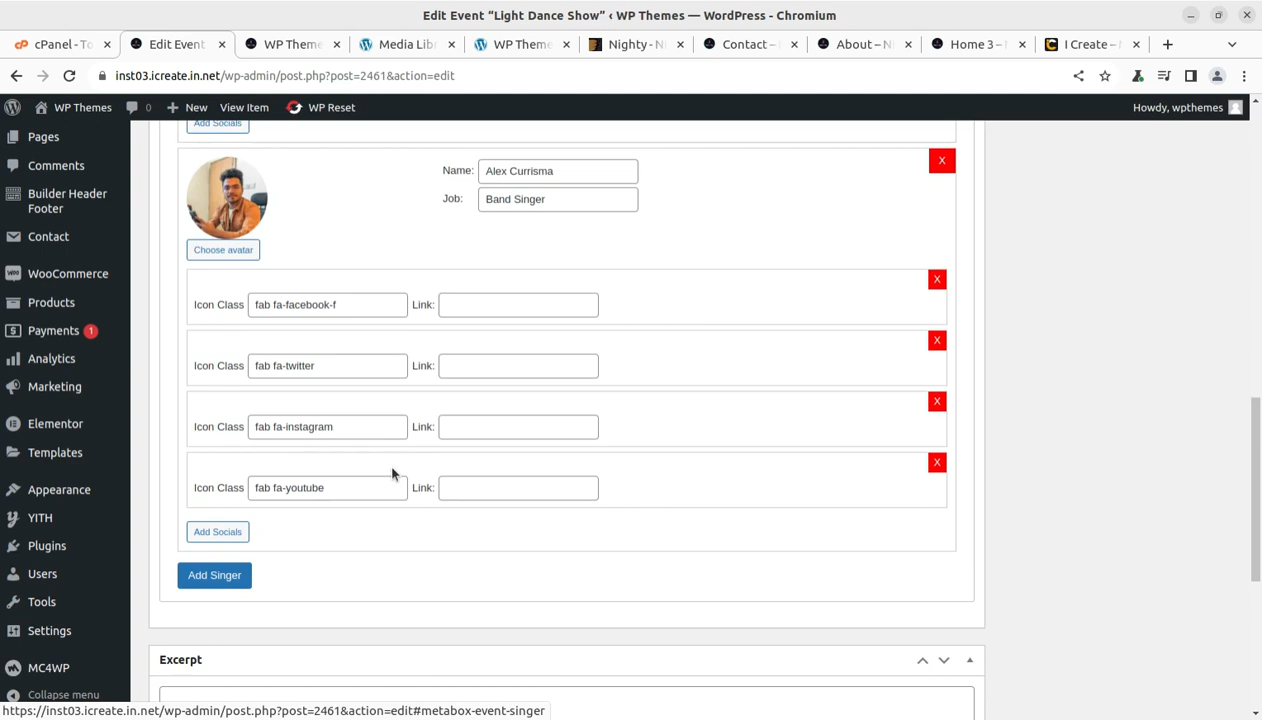 Edit Event “Light Dance Show” ‹ WP Themes — WordPress - Chromium
cPanel - To
Edit Event
WP Theme
Media Lib
WP Theme
Nighty - N
Contact –
About – N
Home 3 –
I Create –
inst03.icreate.in.net/wp-admin/post.php?post=2461&action=edit
WP Themes
0
New
View Item
WP Reset
Howdy, wpthemes
Pages
Comments
Builder Header
Footer
Contact
WooCommerce
Products
Payments 1
Analytics
Marketing
Elementor
Templates
Appearance
YITH
Plugins
Users
Tools
Settings
MC4WP
Collapse menu
Add Socials
X
Name: Alex Currisma
Job: Band Singer
Choose avatar
X
Icon Class fab fa-facebook-f Link:
X
Icon Class fab fa-twitter Link:
X
Icon Class fab fa-instagram Link:
X
Icon Class fab fa-youtube Link:
Add Socials
Add Singer
Excerpt
https://inst03.icreate.in.net/wp-admin/post.php?post=2461&action=edit#metabox-event-singer